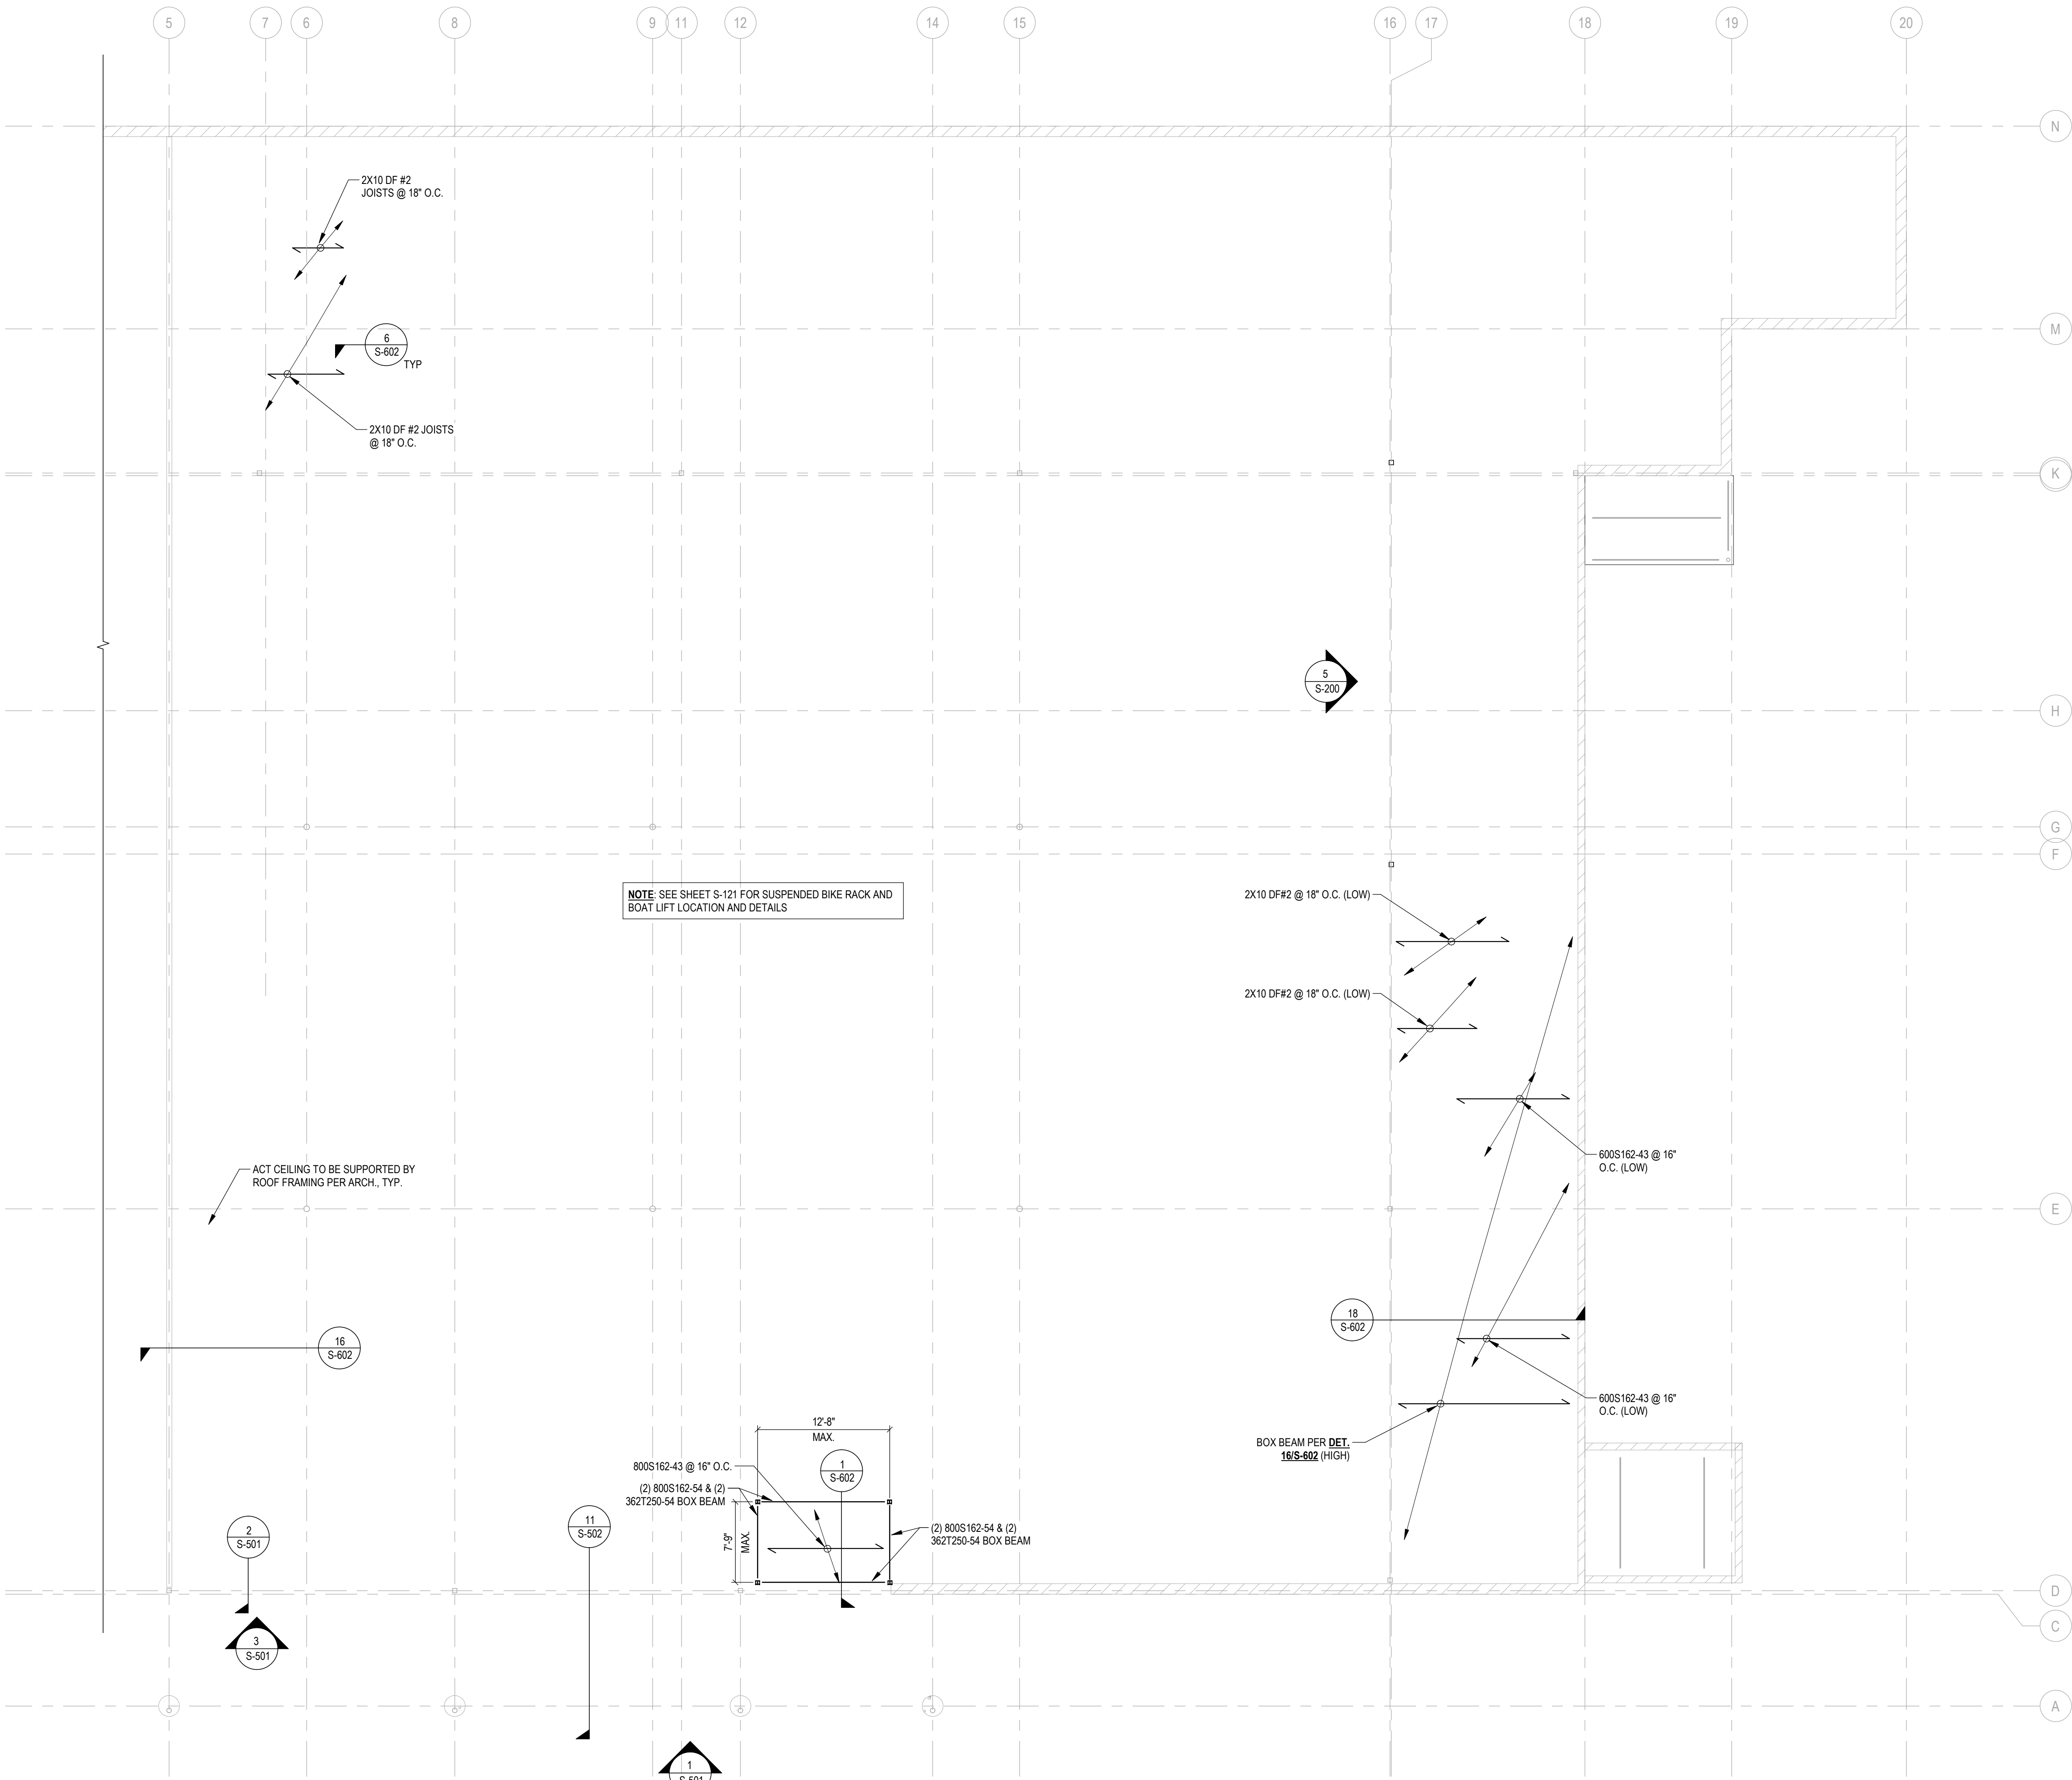 5 7 6 8 9 11 12 14 15 16 17 18 19 20
N
2X10 DF #2
JOISTS @ 18" O.C.
M
6
S-602
TYP
2X10 DF #2 JOISTS
@ 18" O.C.
K
5
S-200
H
G
F
NOTE: SEE SHEET S-121 FOR SUSPENDED BIKE RACK AND
BOAT LIFT LOCATION AND DETAILS
2X10 DF#2 @ 18" O.C. (LOW)
2X10 DF#2 @ 18" O.C. (LOW)
600S162-43 @ 16"
O.C. (LOW)
ACT CEILING TO BE SUPPORTED BY
ROOF FRAMING PER ARCH., TYP.
E
18
S-602
16
S-602
600S162-43 @ 16"
O.C. (LOW)
BOX BEAM PER DET.
16/S-602 (HIGH)
12'-8"
MAX.
1
S-602
800S162-43 @ 16" O.C.
(2) 800S162-54 & (2)
362T250-54 BOX BEAM
7'-9"
MAX.
(2) 800S162-54 & (2)
362T250-54 BOX BEAM
11
S-502
2
S-501
D
C
3
S-501
A
1
S-501